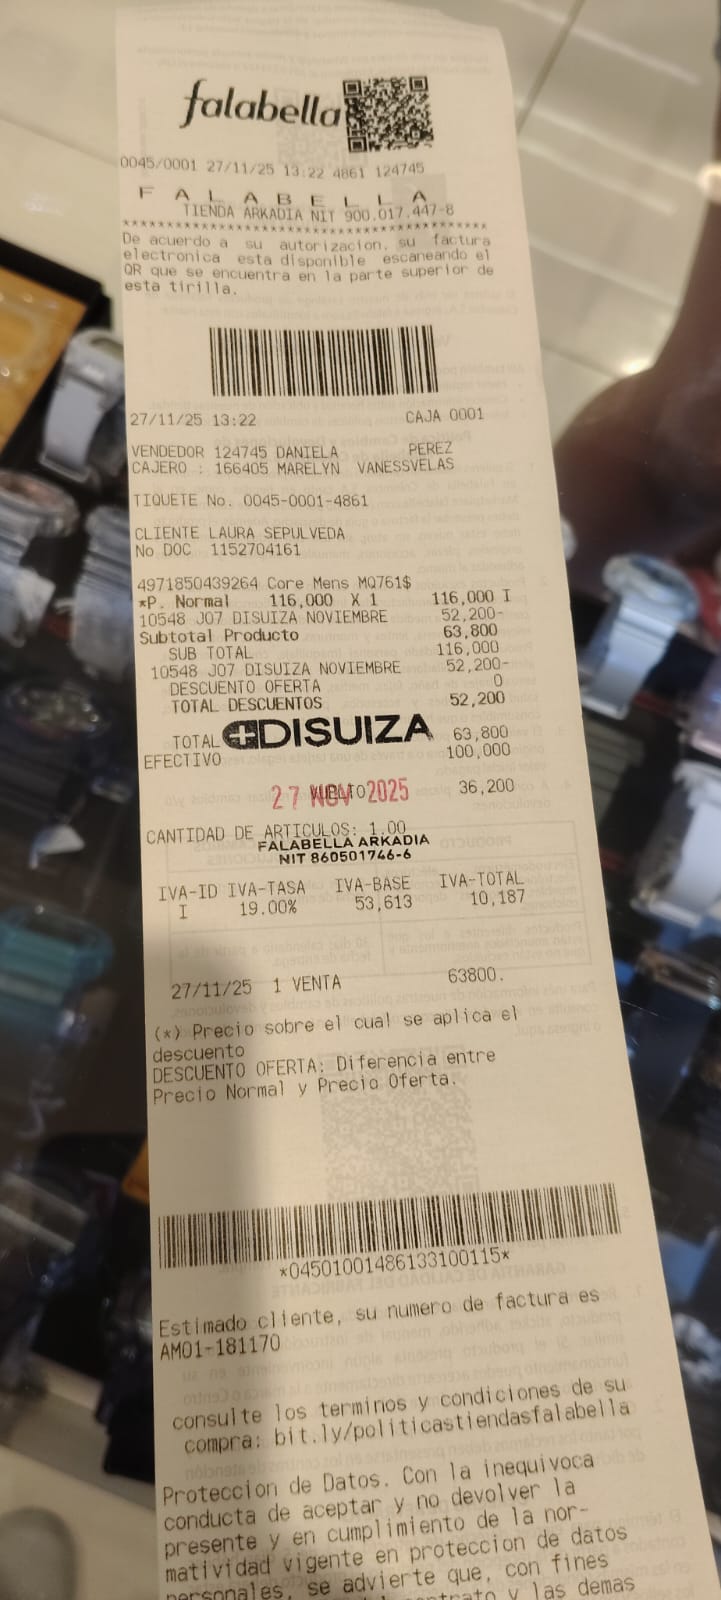 falabella
0045/0001 27/11/25 13:22 4861 124745
F A L A B E L L A
TIENDA ARKADIA NIT 900.017.447-8
De acuerdo a su autorizacion, su factura
electronica esta disponible escaneando el
QR que se encuentra en la parte superior de
esta tirilla.
27/11/25 13:22 CAJA 0001
VENDEDOR 124745 DANIELA PEREZ
CAJERO : 166405 MARELYN VANESSVELAS
TIQUETE No. 0045-0001-4861
CLIENTE LAURA SEPULVEDA
No DOC 1152704161
4971850439264 Core Mens MQ761$
*P. Normal 116,000 X 1 116,000 I
10548 J07 DISUIZA NOVIEMBRE 52,200-
Subtotal Producto 63,800
SUB TOTAL 116,000
10548 J07 DISUIZA NOVIEMBRE 52,200-
DESCUENTO OFERTA 0
TOTAL DESCUENTOS 52,200
TOTAL DISUIZA 63,800
EFECTIVO 100,000
27 NOV 2025
VUELTO 36,200
CANTIDAD DE ARTICULOS: 1.00
FALABELLA ARKADIA
NIT 860501746-6
IVA-ID IVA-TASA IVA-BASE IVA-TOTAL
I 19.00% 53,613 10,187
27/11/25 1 VENTA 63800.
(*) Precio sobre el cual se aplica el
descuento
DESCUENTO OFERTA: Diferencia entre
Precio Normal y Precio Oferta.
*04501001486133100115*
Estimado cliente, su numero de factura es
AM01-181170
consulte los terminos y condiciones de su
compra: bit.ly/politicastiendasfalabella
Proteccion de Datos. Con la inequivoca
conducta de aceptar y no devolver la
presente y en cumplimiento de la nor-
matividad vigente en proteccion de datos
personales, se advierte que, con fines
contrato y las demas